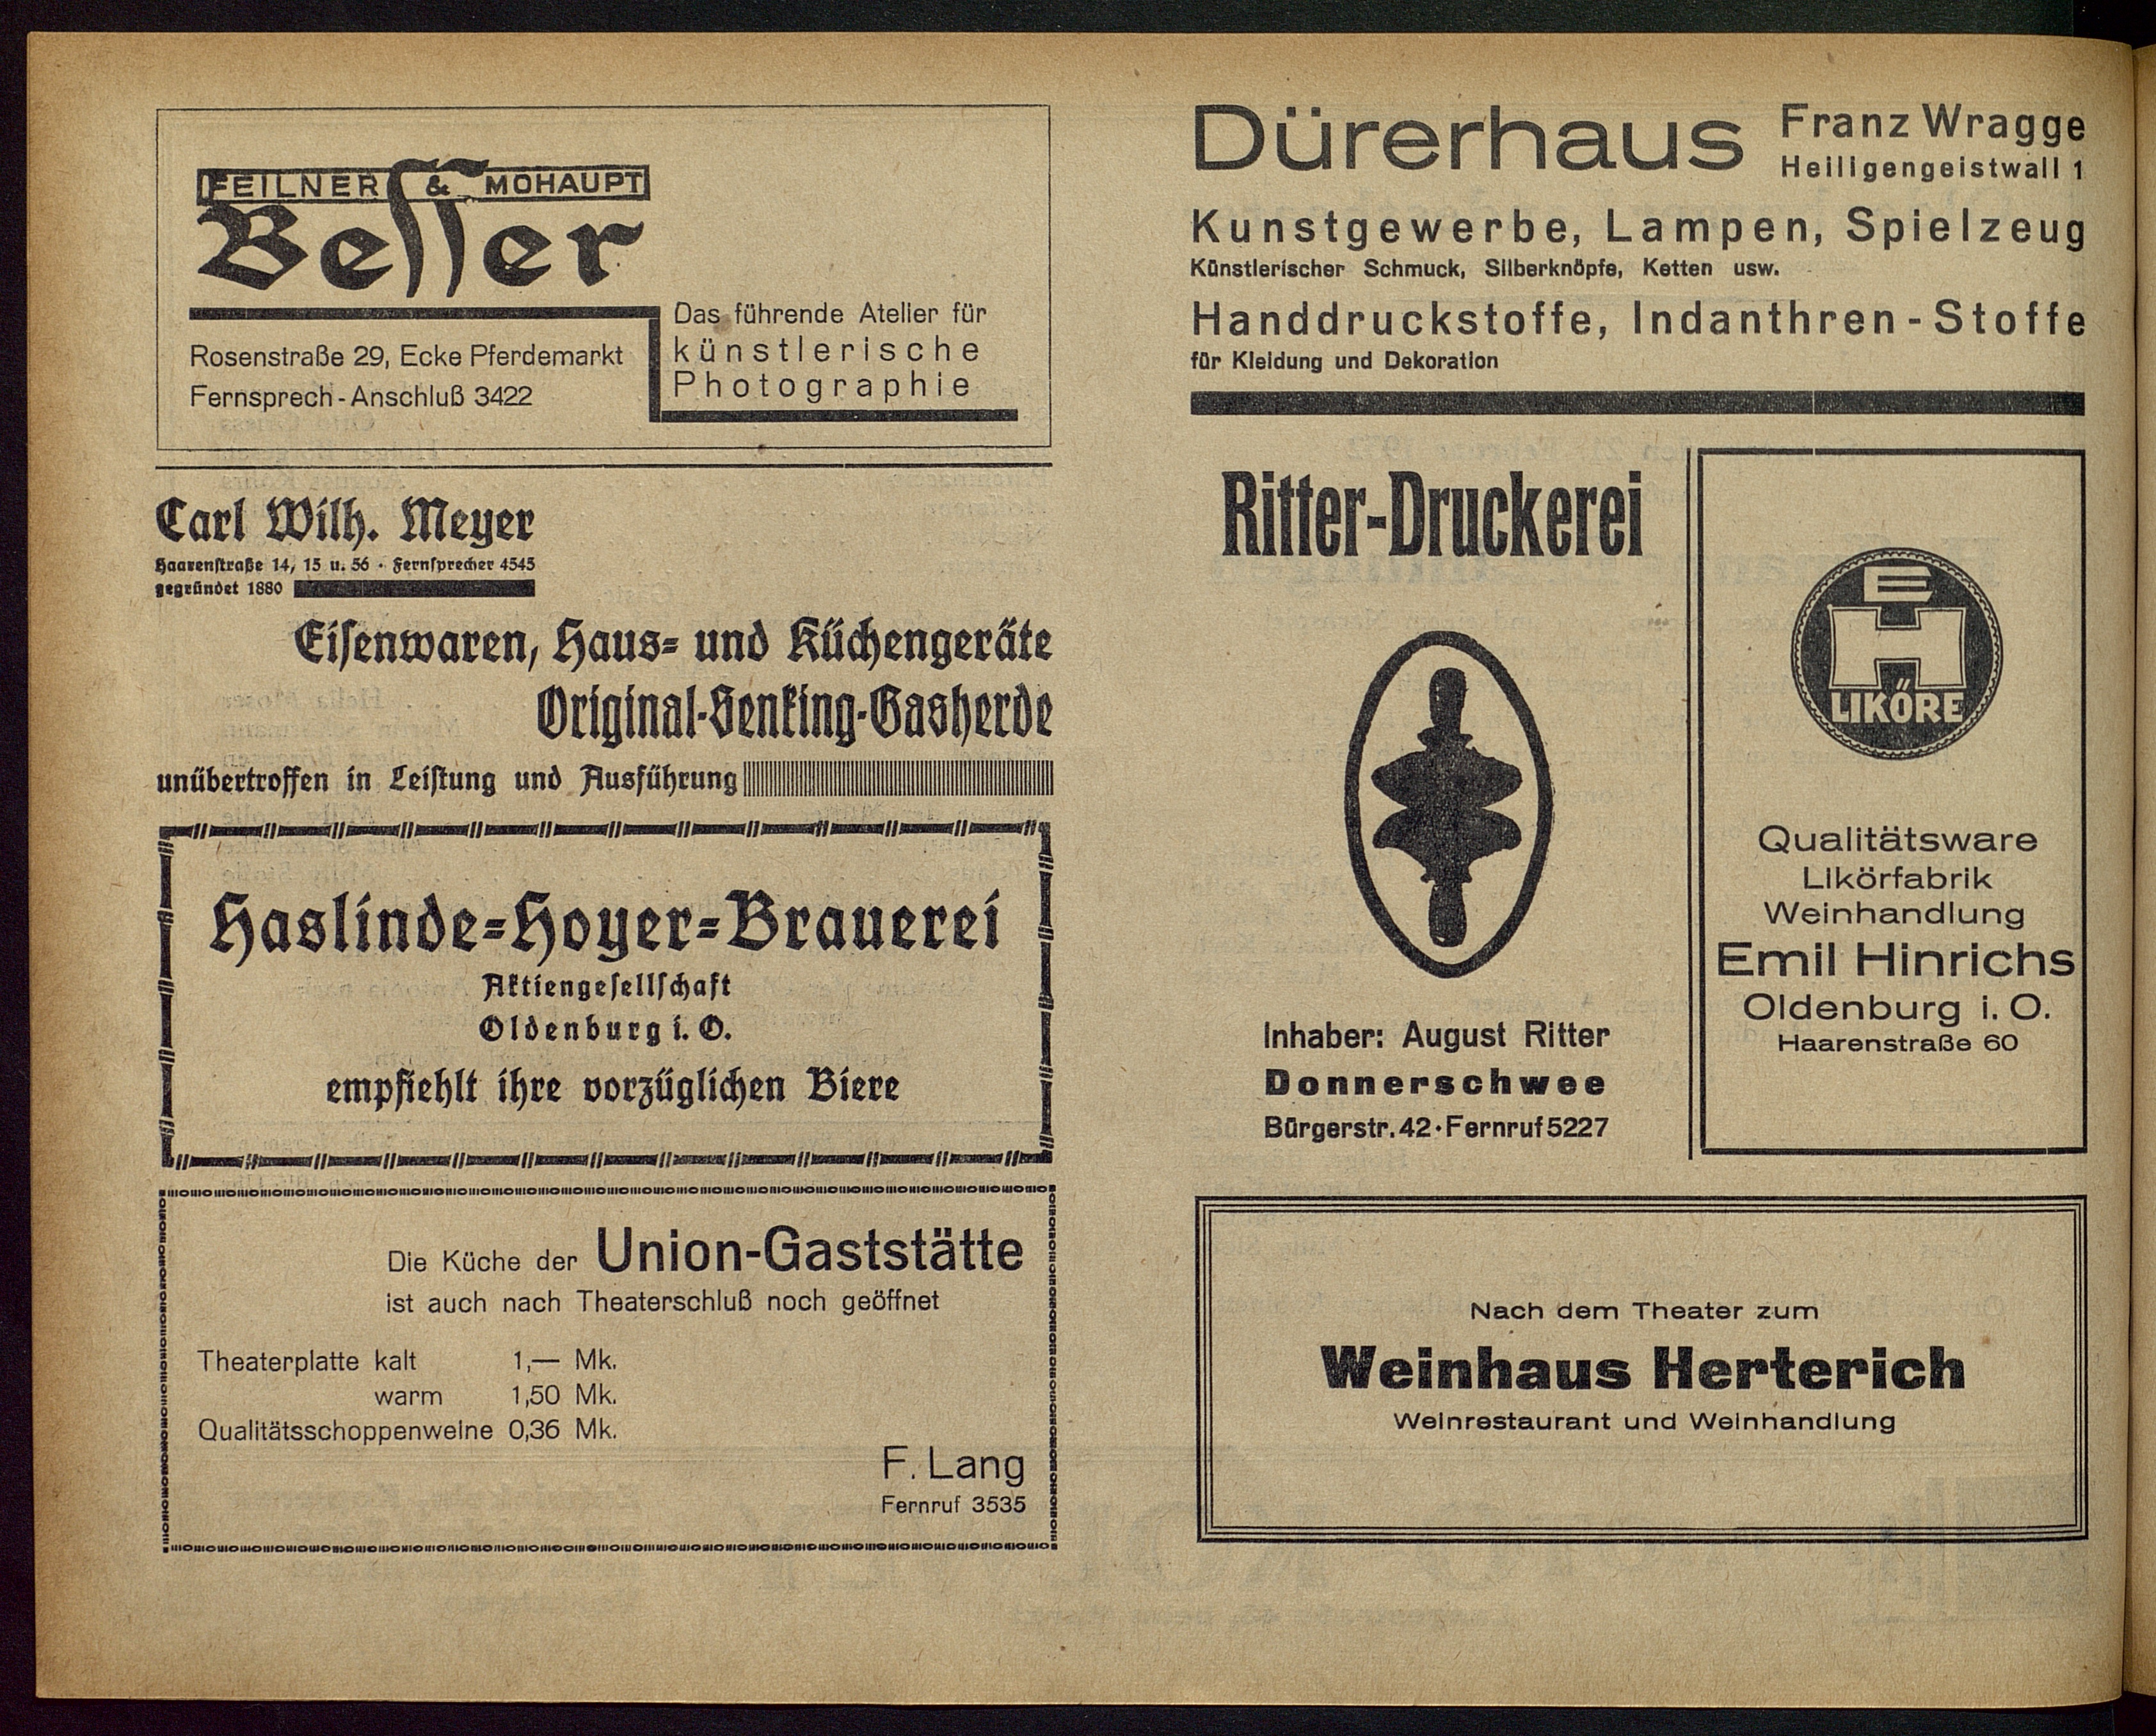 FEILNER & MOHAUPT
Beſſer
Das führende Atelier für
künstlerische
Photographie
Rosenstraße 29, Ecke Pferdemarkt
Fernsprech-Anschluß 3422
Carl Wilh. Meyer
Haarenſtraße 14, 15 u. 56 · Fernſprecher 4545
gegründet 1880
Eiſenwaren, Haus= und Küchengeräte
Original-Senking-Gasherde
unübertroffen in Leiſtung und Ausführung
Haslinde=Hoyer=Brauerei
Aktiengeſellſchaft
Oldenburg i. O.
empfiehlt ihre vorzüglichen Biere
Die Küche der Union-Gaststätte
ist auch nach Theaterschluß noch geöffnet
Theaterplatte kalt 1,— Mk.
warm 1,50 Mk.
Qualitätsschoppenweine 0,36 Mk.
F. Lang
Fernruf 3535
Dürerhaus Franz Wragge
Heiligengeistwall 1
Kunstgewerbe, Lampen, Spielzeug
Künstlerischer Schmuck, Silberknöpfe, Ketten usw.
Handdruckstoffe, Indanthren-Stoffe
für Kleidung und Dekoration
Ritter-Druckerei
Inhaber: August Ritter
Donnerschwee
Bürgerstr. 42 · Fernruf 5227
E
H
LIKÖRE
Qualitätsware
Likörfabrik
Weinhandlung
Emil Hinrichs
Oldenburg i. O.
Haarenstraße 60
Nach dem Theater zum
Weinhaus Herterich
Weinrestaurant und Weinhandlung